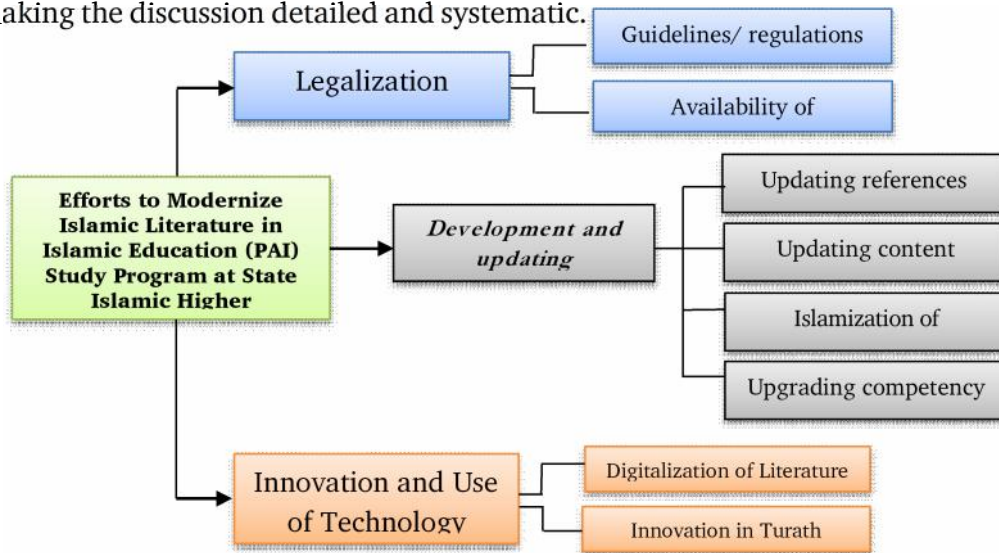 aking the discussion detailed and systematic.
Guidelines/ regulations
Legalization
Availability of
Efforts to Modernize
Islamic Literature in
Islamic Education (PAI)
Study Program at State
Islamic Higher
Development and
updating
Updating references
Updating content
Islamization of
Upgrading competency
Innovation and Use
of Technology
Digitalization of Literature
Innovation in Turath